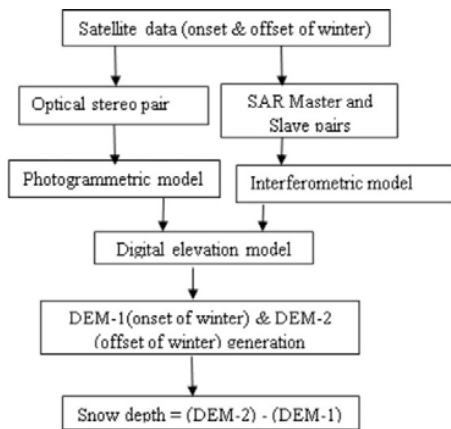 Satellite data (onset & offset of winter)
Optical stereo pair
SAR Master and
Slave pairs
Photogrammetric model
Interferometric model
Digital elevation model
DEM-1(onset of winter) & DEM-2
(offset of winter) generation
Snow depth = (DEM-2) - (DEM-1)